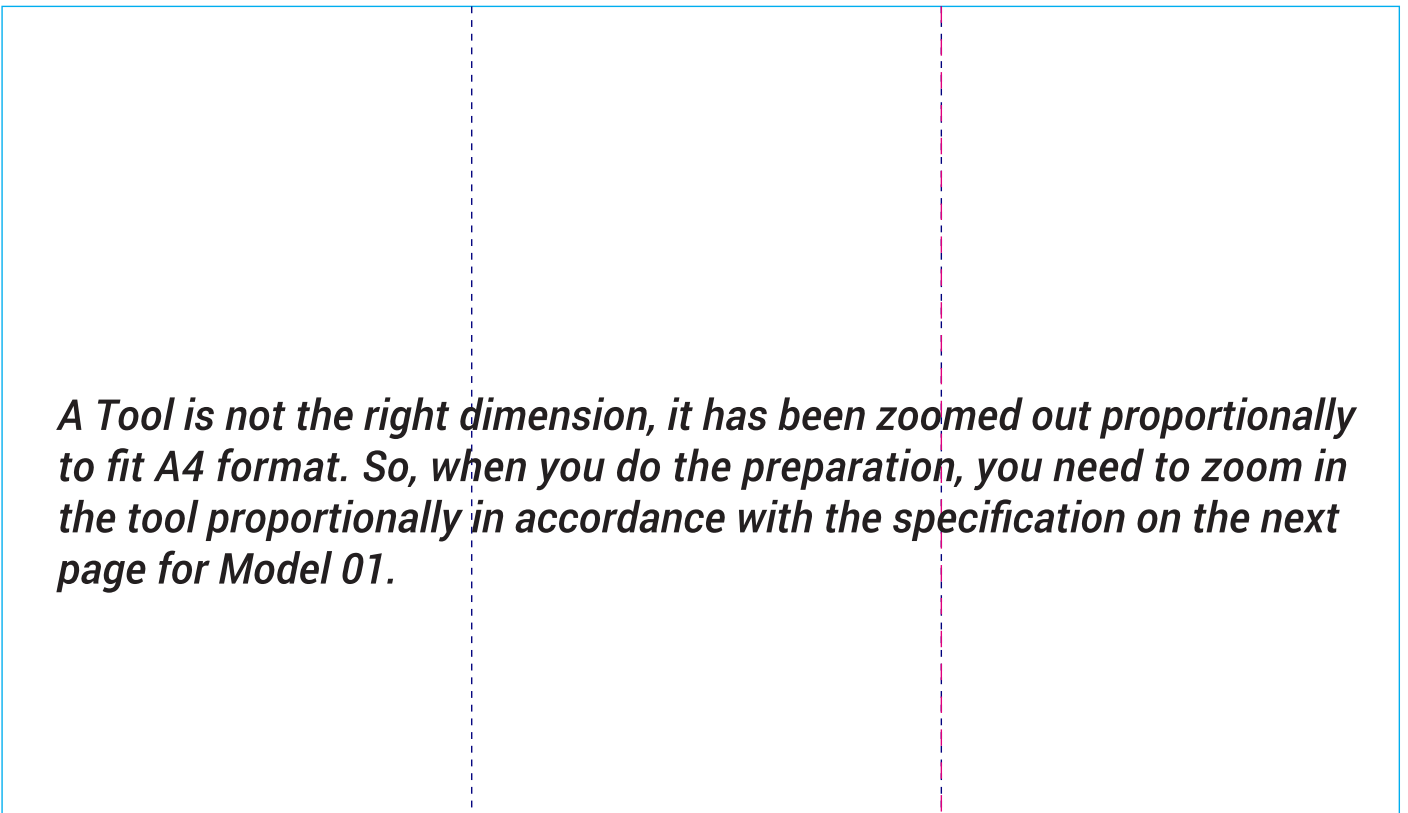 A Tool is not the right dimension, it has been zoomed out proportionally
to fit A4 format. So, when you do the preparation, you need to zoom in
the tool proportionally in accordance with the specification on the next
page for Model 01.